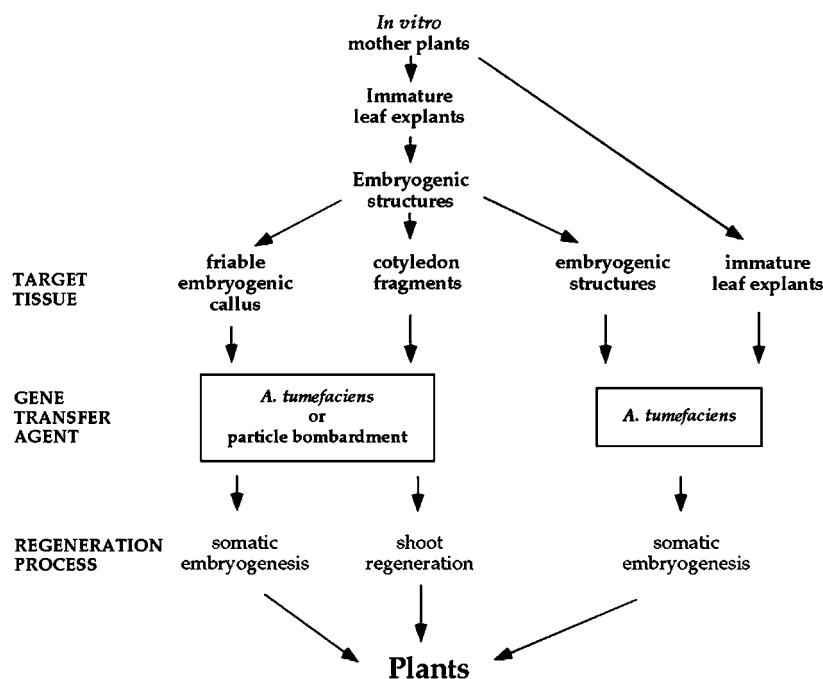 In vitro
mother plants
Immature
leaf explants
Embryogenic
structures
TARGET
TISSUE
friable
embryogenic
callus
cotyledon
fragments
embryogenic
structures
immature
leaf explants
GENE
TRANSFER
AGENT
A. tumefaciens
or
particle bombardment
A. tumefaciens
REGENERATION
PROCESS
somatic
embryogenesis
shoot
regeneration
somatic
embryogenesis
Plants